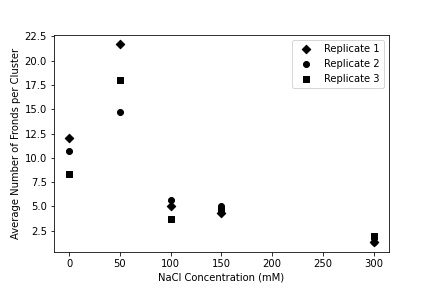 22.5
20.0
17.5
15.0
12.5
10.0
7.5
5.0
2.5
Average Number of Fronds per Cluster
Replicate 1
Replicate 2
Replicate 3
0 50 100 150 200 250 300
NaCl Concentration (mM)